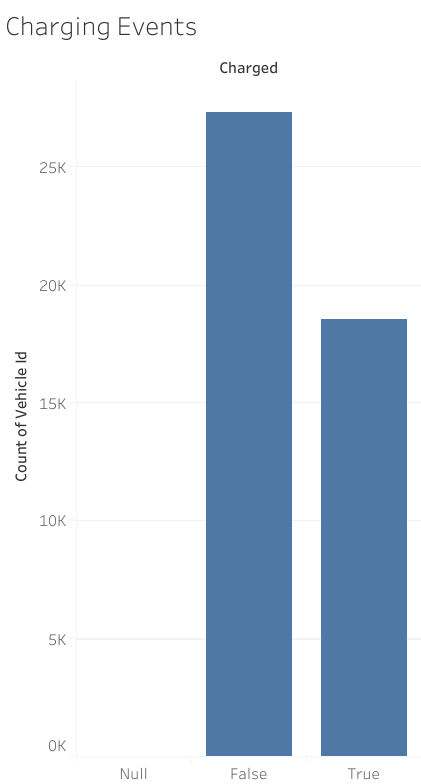 Charging Events
Charged
Count of Vehicle Id
25K
20K
15K
10K
5K
0K
Null False True